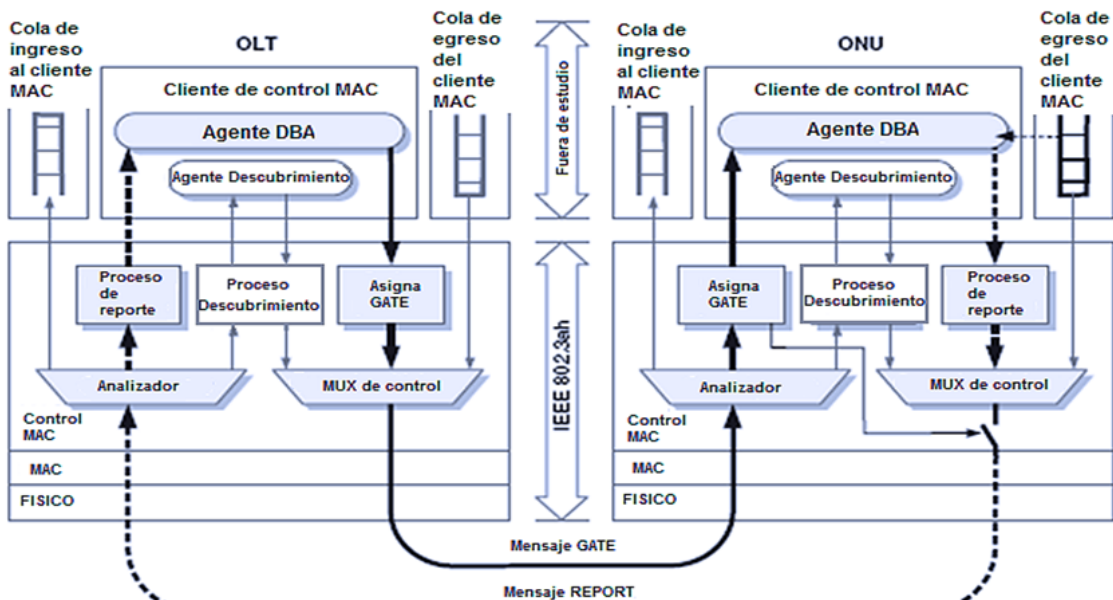 Cola de
ingreso
al cliente
MAC
OLT
Cola de
egreso
del
cliente
MAC
Cliente de control MAC
Agente DBA
Agente Descubrimiento
Proceso
de
reporte
Proceso
Descubrimiento
Asigna
GATE
Analizador
MUX de control
Control
MAC
MAC
FISICO
Fuera de estudio
IEEE 802.3ah
Cola de
ingreso al
cliente
MAC
ONU
Cola de
egreso
del
cliente
MAC
Cliente de control MAC
Agente DBA
Agente Descubrimiento
Asigna
GATE
Proceso
Descubrimiento
Proceso
de
reporte
Analizador
MUX de control
Control
MAC
MAC
FISICO
Mensaje GATE
Mensaje REPORT